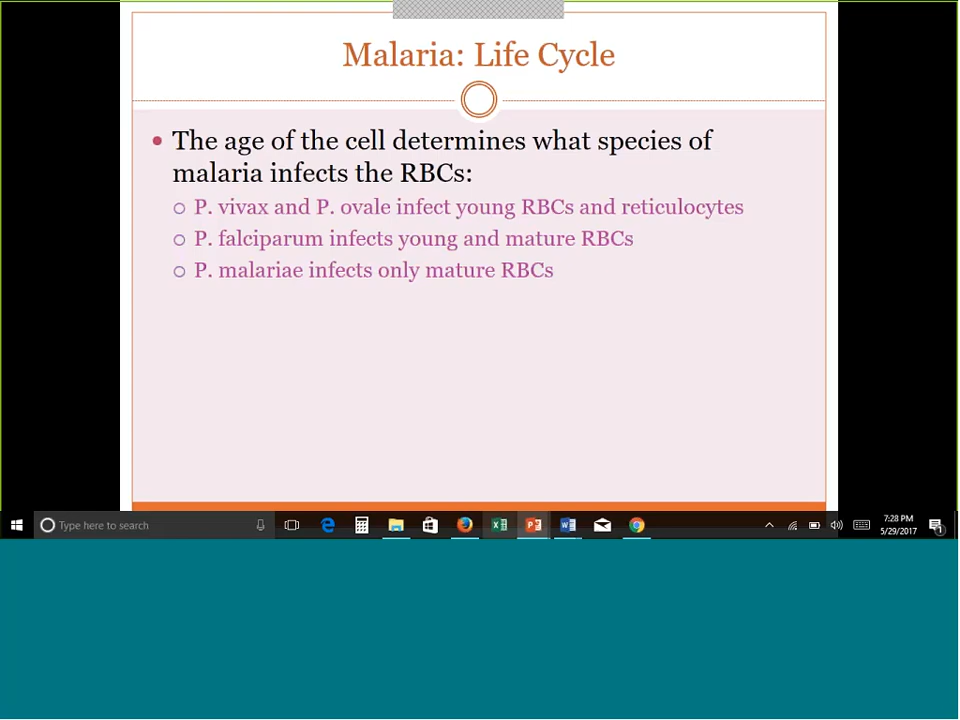 Malaria: Life Cycle
The age of the cell determines what species of
malaria infects the RBCs:
P. vivax and P. ovale infect young RBCs and reticulocytes
P. falciparum infects young and mature RBCs
P. malariae infects only mature RBCs
Type here to search
7:28 PM
5/29/2017
1